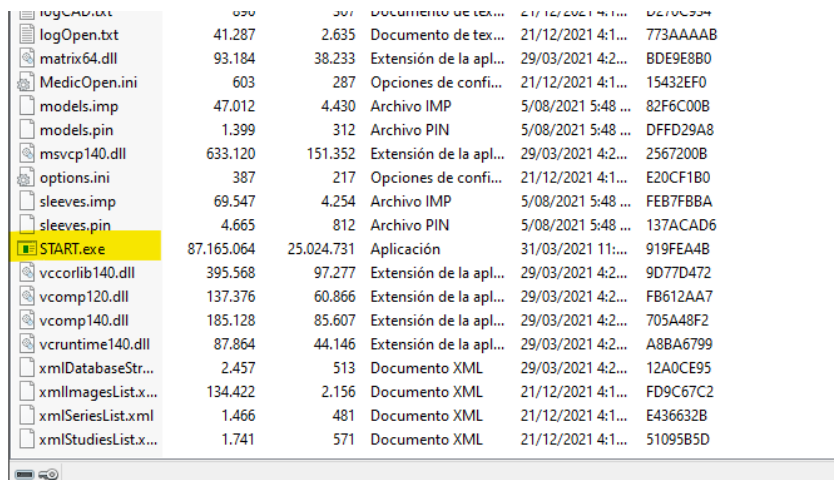 logCAD.txt 890 307 Documento de tex... 21/12/2021 4:1... D270C934
logOpen.txt 41.287 2.635 Documento de tex... 21/12/2021 4:1... 773AAAAB
matrix64.dll 93.184 38.233 Extensión de la apl... 29/03/2021 4:2... BDE9E8B0
MedicOpen.ini 603 287 Opciones de confi... 21/12/2021 4:1... 15432EF0
models.imp 47.012 4.430 Archivo IMP 5/08/2021 5:48 ... 82F6C00B
models.pin 1.399 312 Archivo PIN 5/08/2021 5:48 ... DFFD29A8
msvcp140.dll 633.120 151.352 Extensión de la apl... 29/03/2021 4:2... 2567200B
options.ini 387 217 Opciones de confi... 21/12/2021 4:1... E20CF1B0
sleeves.imp 69.547 4.254 Archivo IMP 5/08/2021 5:48 ... FEB7FBBA
sleeves.pin 4.665 812 Archivo PIN 5/08/2021 5:48 ... 137ACAD6
START.exe 87.165.064 25.024.731 Aplicación 31/03/2021 11:... 919FEA4B
vccorlib140.dll 395.568 97.277 Extensión de la apl... 29/03/2021 4:2... 9D77D472
vcomp120.dll 137.376 60.866 Extensión de la apl... 29/03/2021 4:2... FB612AA7
vcomp140.dll 185.128 85.607 Extensión de la apl... 29/03/2021 4:2... 705A48F2
vcruntime140.dll 87.864 44.146 Extensión de la apl... 29/03/2021 4:2... A8BA6799
xmlDatabaseStr... 2.457 513 Documento XML 29/03/2021 4:2... 12A0CE95
xmlImagesList.x... 134.422 2.156 Documento XML 21/12/2021 4:1... FD9C67C2
xmlSeriesList.xml 1.466 481 Documento XML 21/12/2021 4:1... E436632B
xmlStudiesList.x... 1.741 571 Documento XML 21/12/2021 4:1... 51095B5D